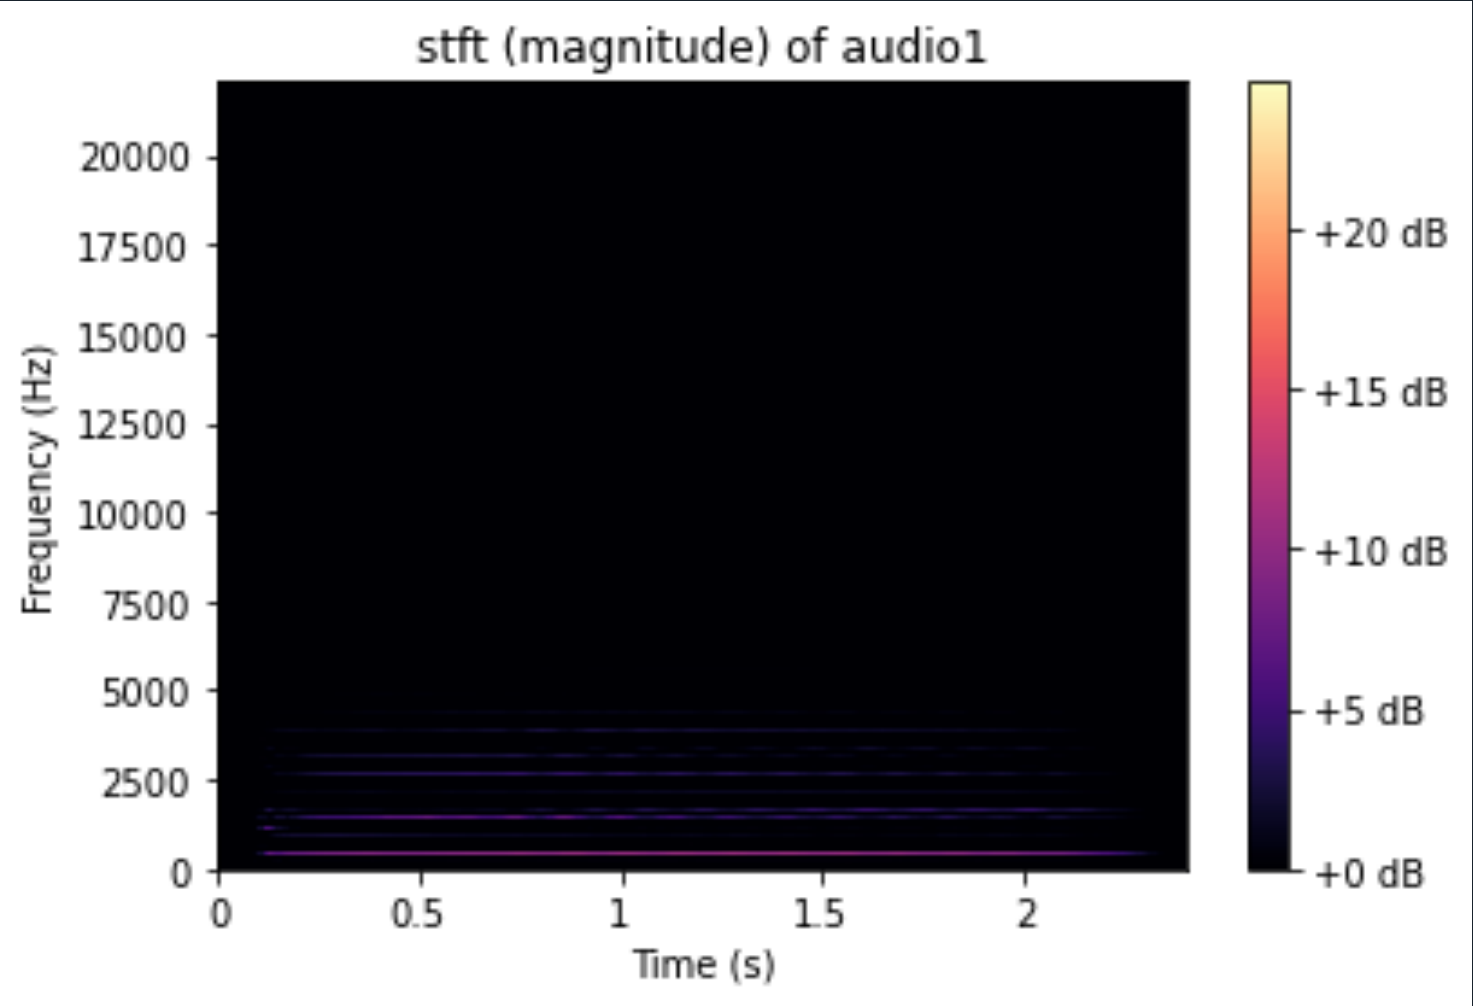 stft (magnitude) of audio1
20000
17500
15000
12500
10000
7500
5000
2500
0
Frequency (Hz)
0
0.5
1
1.5
2
Time (s)
+20 dB
+15 dB
+10 dB
+5 dB
+0 dB